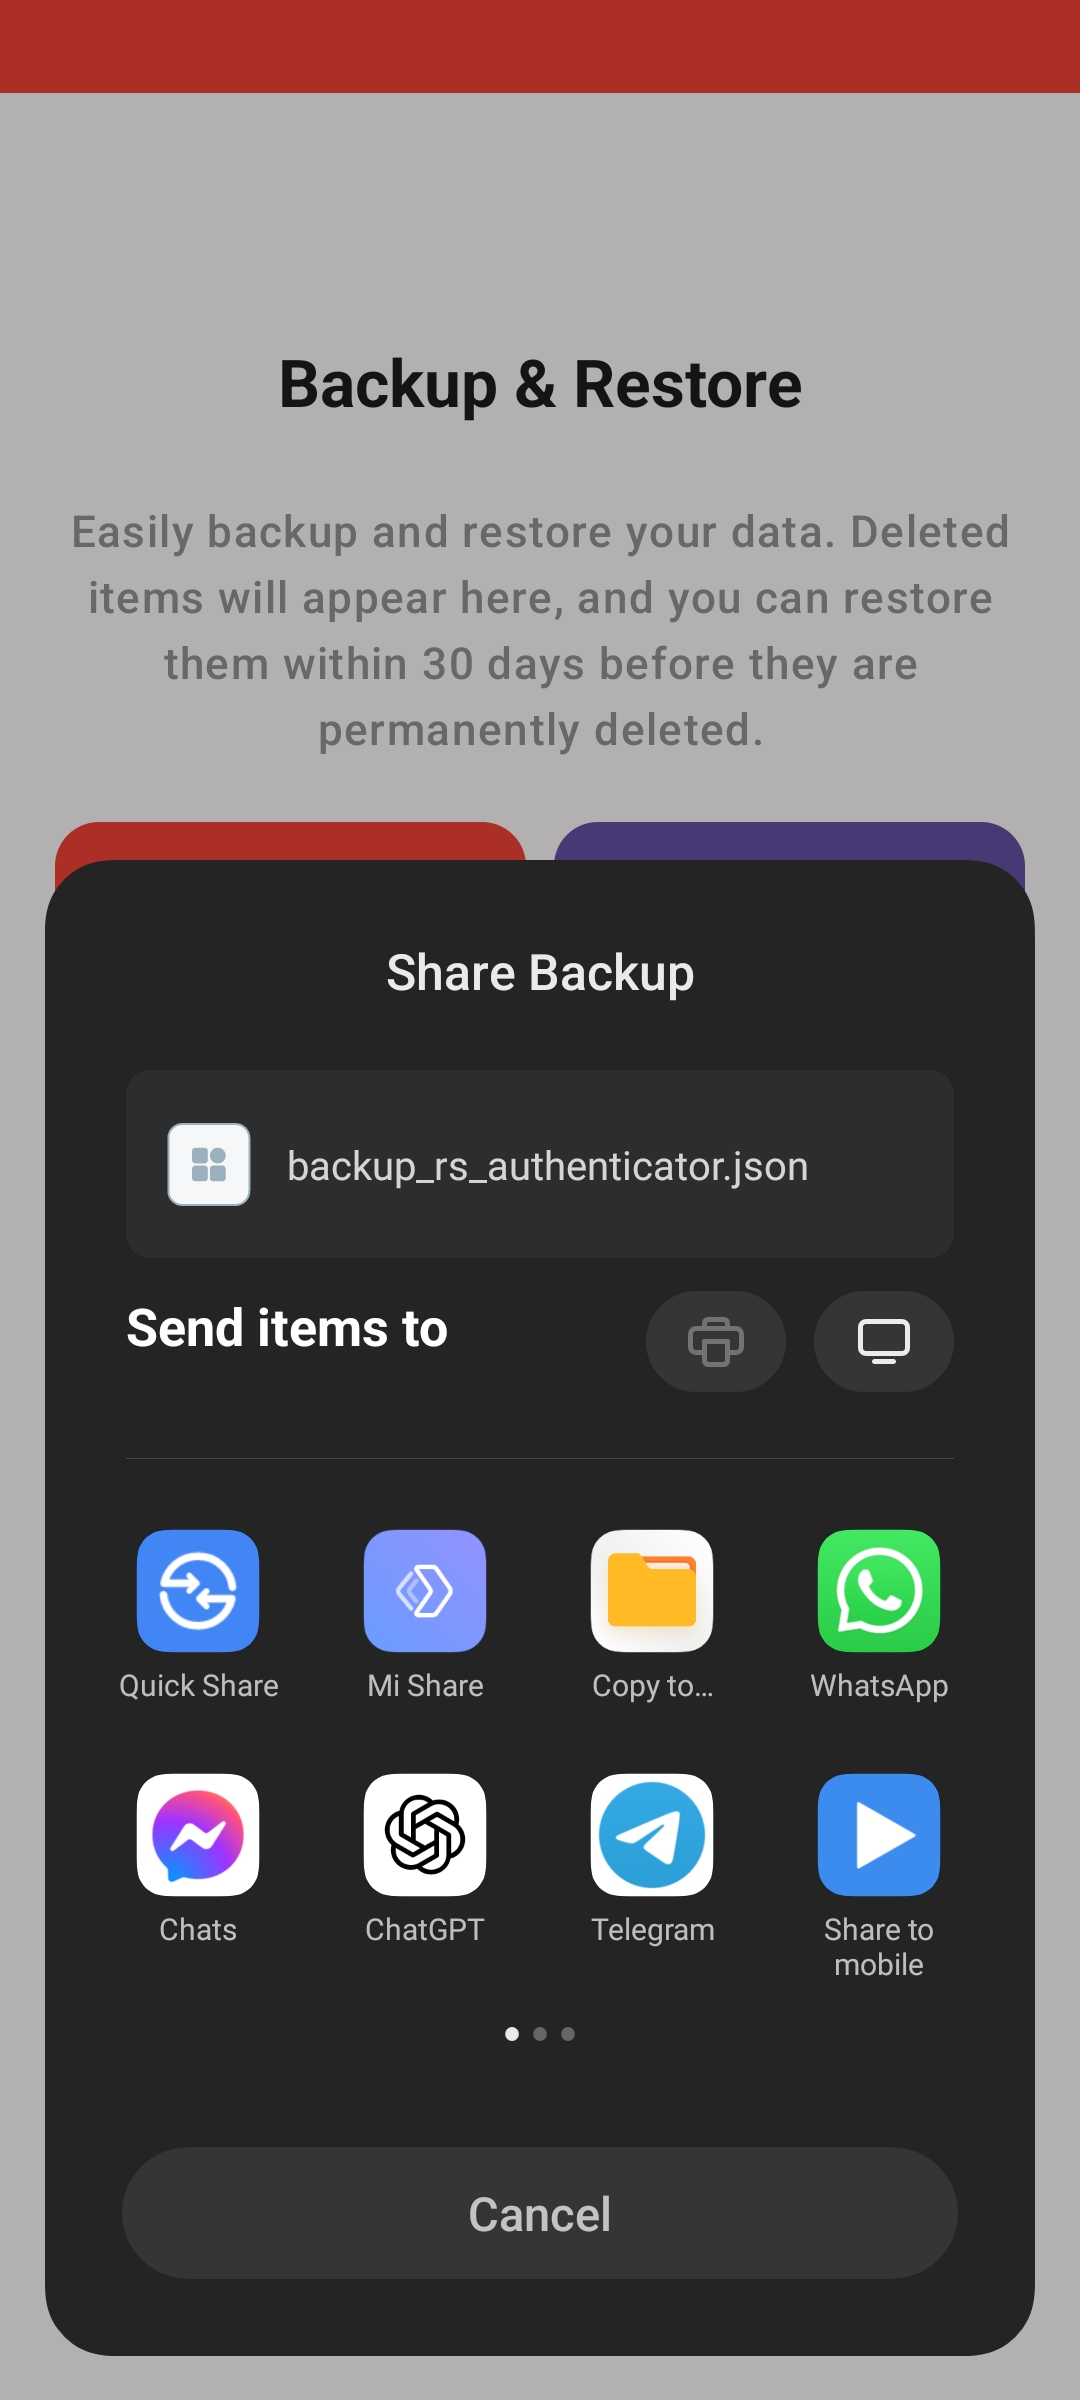 Backup & Restore
Easily backup and restore your data. Deleted
items will appear here, and you can restore
them within 30 days before they are
permanently deleted.
Share Backup
backup_rs_authenticator.json
Send items to
Quick Share
Mi Share
Copy to...
WhatsApp
Chats
ChatGPT
Telegram
Share to
mobile
Cancel